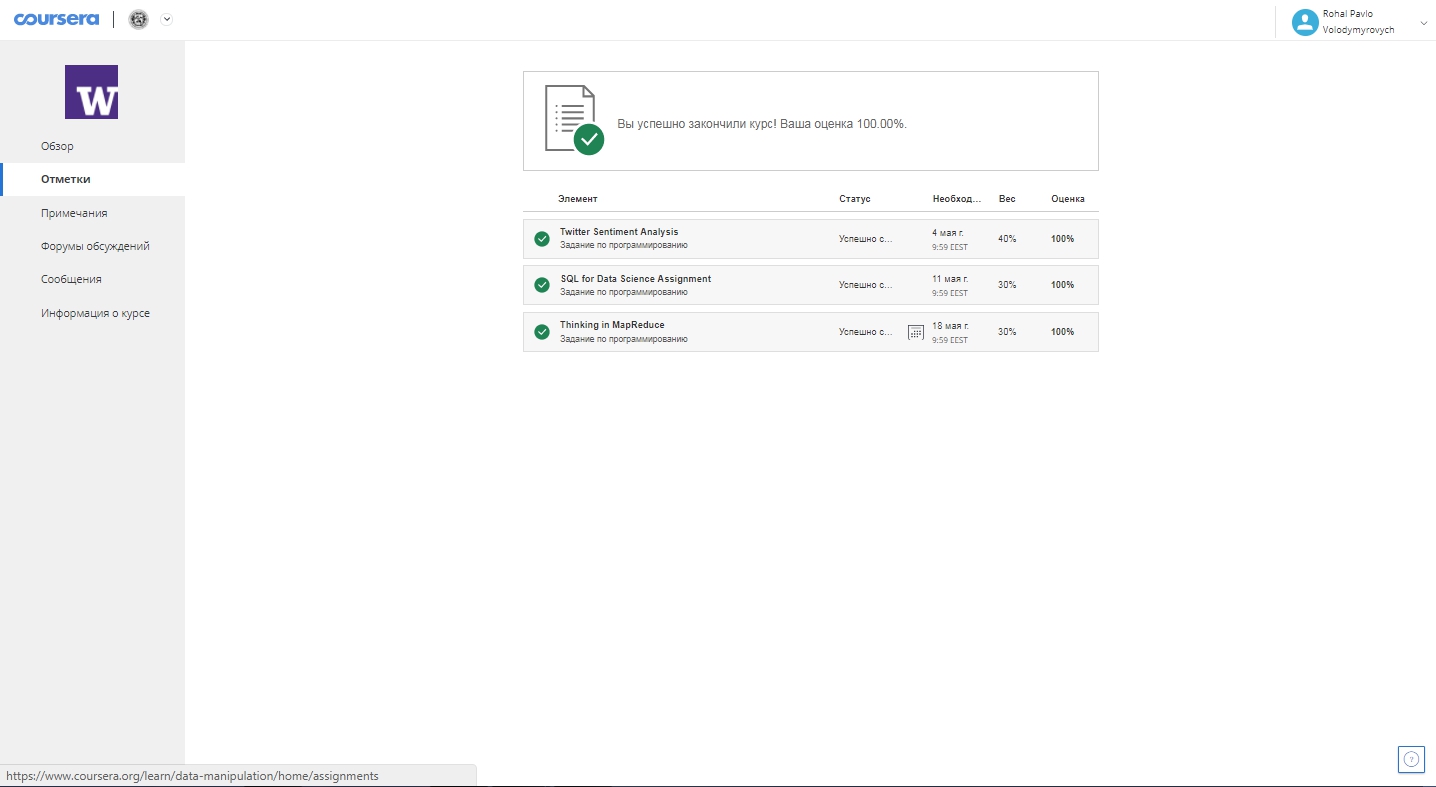 coursera
Rohal Pavlo
Volodymyrovych
W
Обзор
Отметки
Примечания
Форумы обсуждений
Сообщения
Информация о курсе
Вы успешно закончили курс! Ваша оценка 100.00%.
Элемент Статус Необход... Вес Оценка
Twitter Sentiment Analysis
Задание по программированию
Успешно с...
4 мая г.
9:59 EEST
40%
100%
SQL for Data Science Assignment
Задание по программированию
Успешно с...
11 мая г.
9:59 EEST
30%
100%
Thinking in MapReduce
Задание по программированию
Успешно с...
18 мая г.
9:59 EEST
30%
100%
?
https://www.coursera.org/learn/data-manipulation/home/assignments